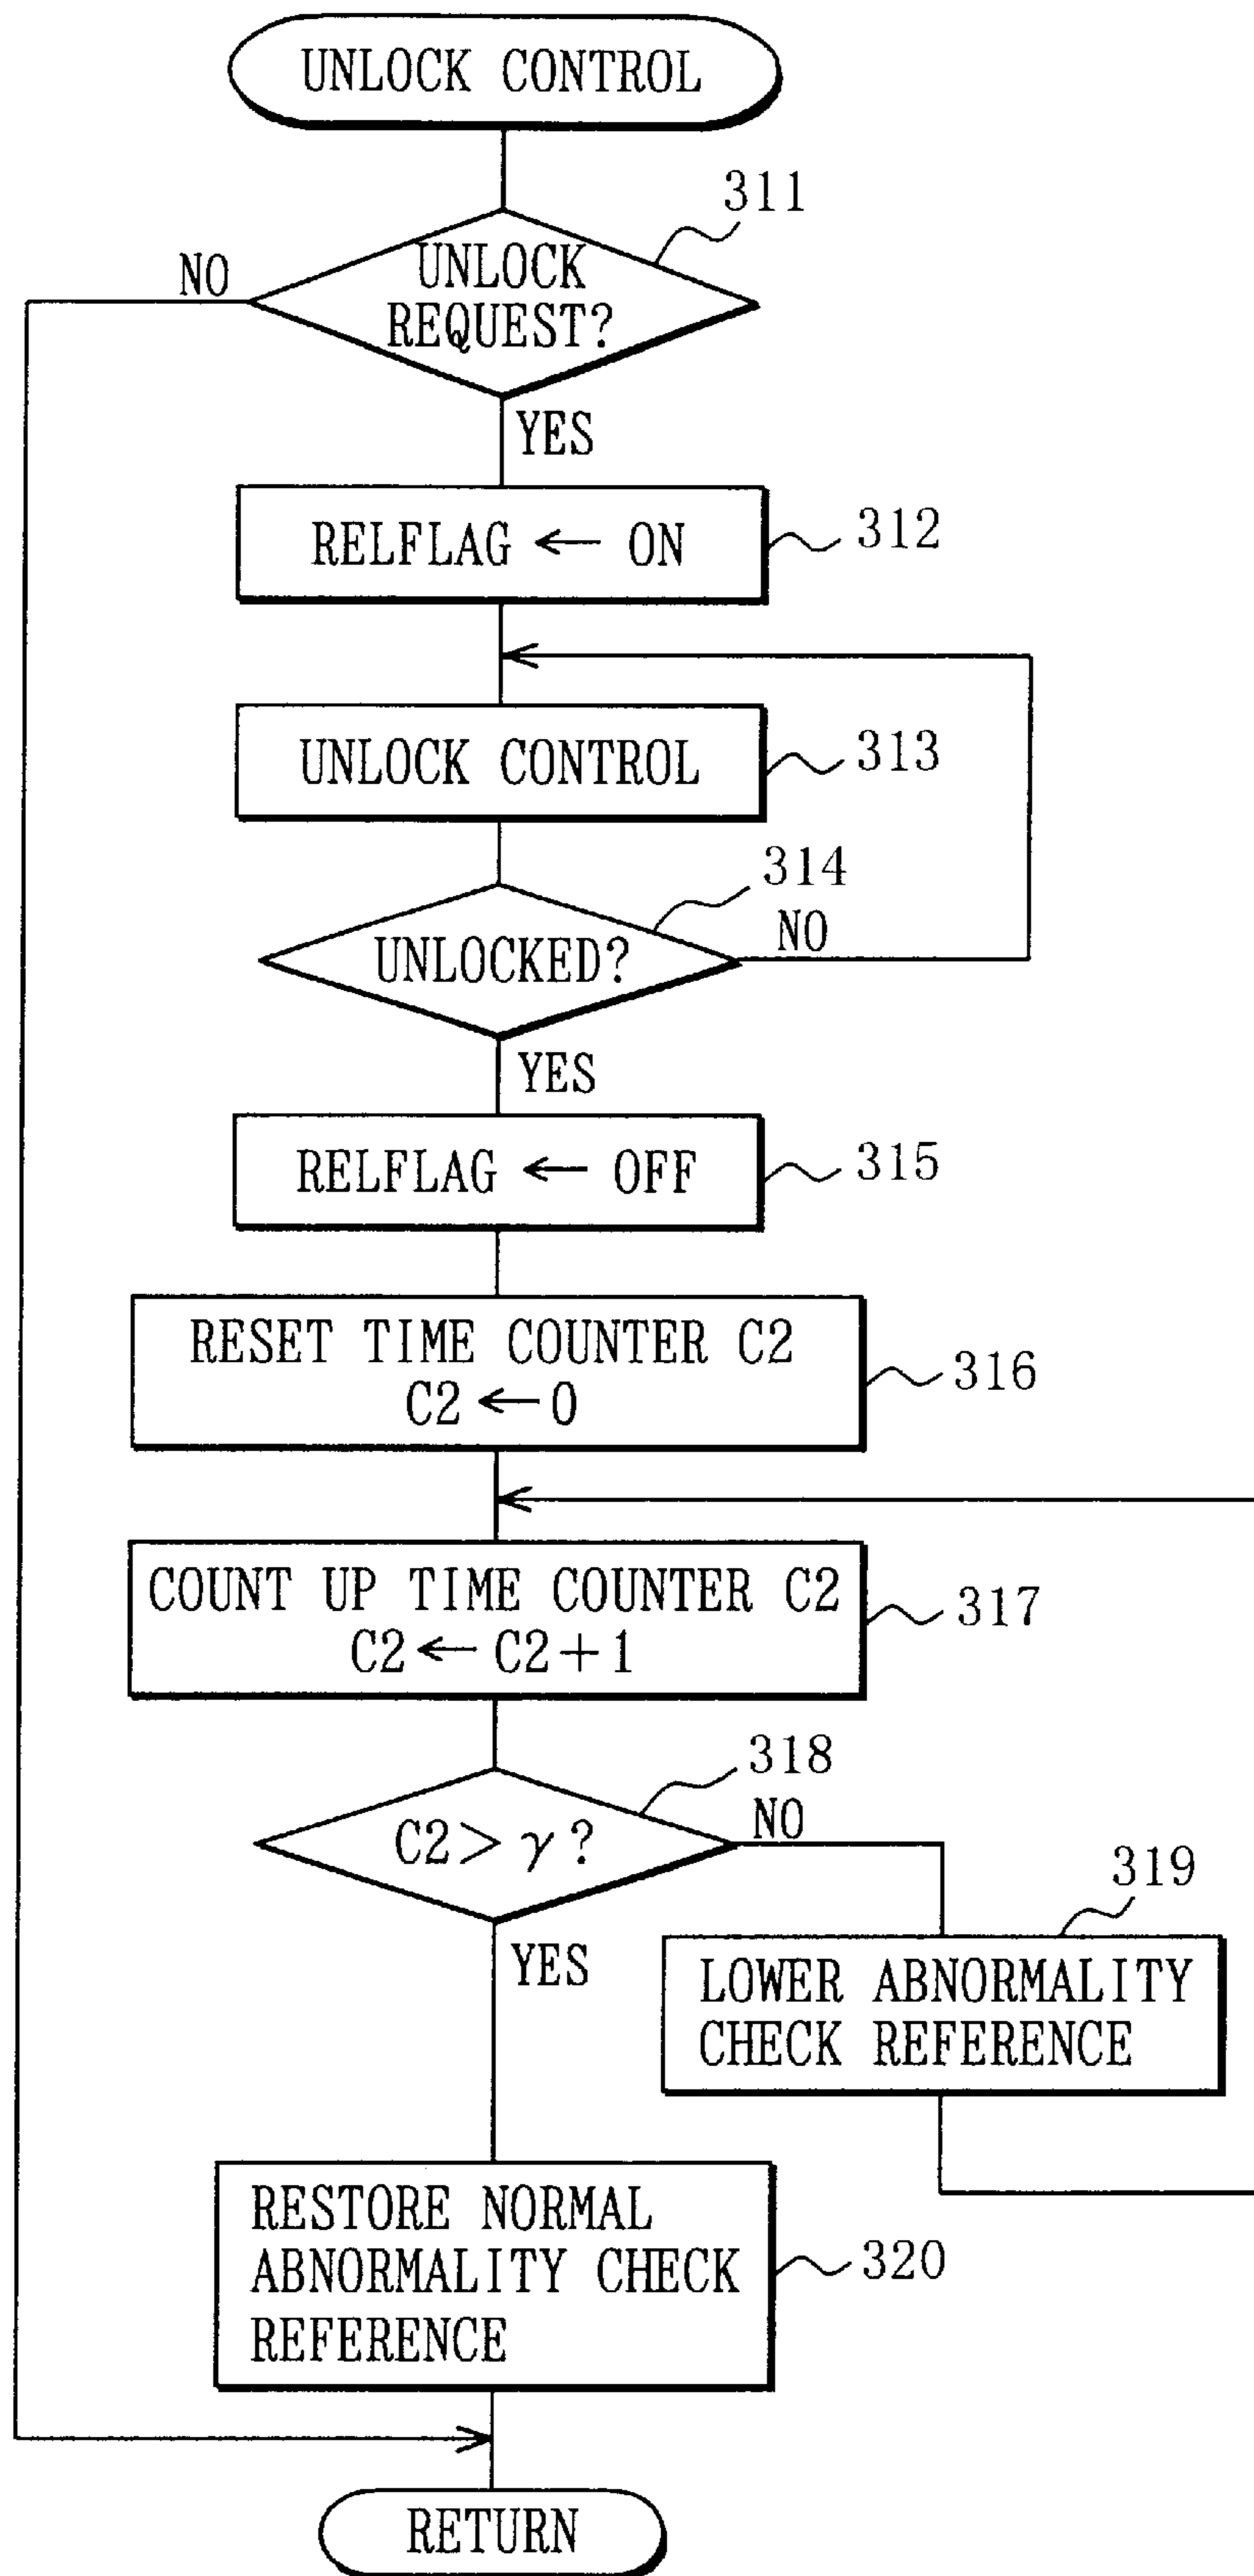 UNLOCK CONTROL
311
NO
UNLOCK
REQUEST?
YES
RELFLAG ← ON
312
UNLOCK CONTROL
313
314
UNLOCKED?
NO
YES
RELFLAG ← OFF
315
RESET TIME COUNTER C2
C2 ← 0
316
COUNT UP TIME COUNTER C2
C2 ← C2+1
317
318
C2 > γ ?
NO
319
YES
LOWER ABNORMALITY
CHECK REFERENCE
RESTORE NORMAL
ABNORMALITY CHECK
REFERENCE
320
RETURN